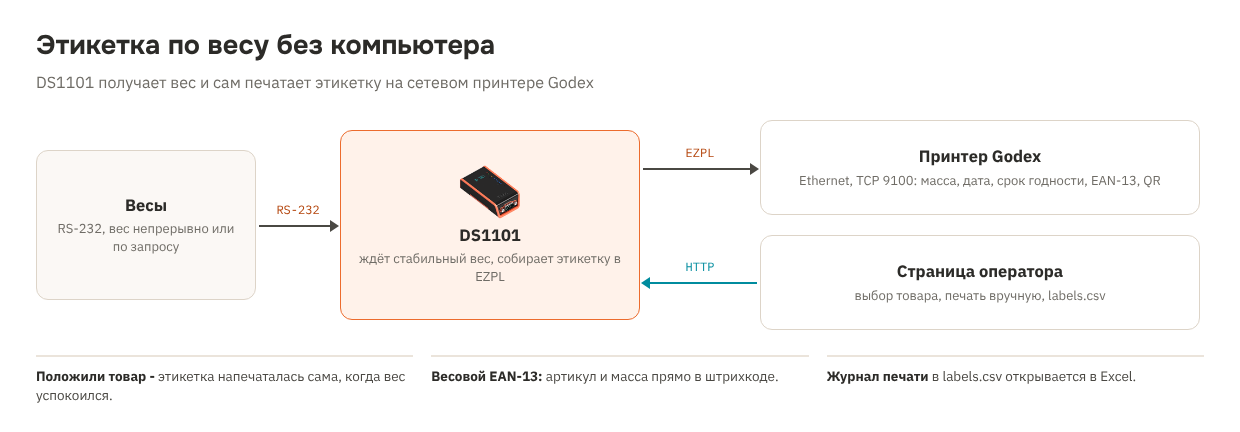 Этикетка по весу без компьютера
DS1101 получает вес и сам печатает этикетку на сетевом принтере Godex
Весы
RS-232, вес непрерывно или
по запросу
RS-232
DS1101
ждёт стабильный вес, собирает этикетку в
EZPL
EZPL
Принтер Godex
Ethernet, TCP 9100: масса, дата, срок годности, EAN-13, QR
HTTP
Страница оператора
выбор товара, печать вручную, labels.csv
Положили товар - этикетка напечаталась сама, когда вес
успокоился.
Весовой EAN-13: артикул и масса прямо в штрихкоде.
Журнал печати в labels.csv открывается в Excel.